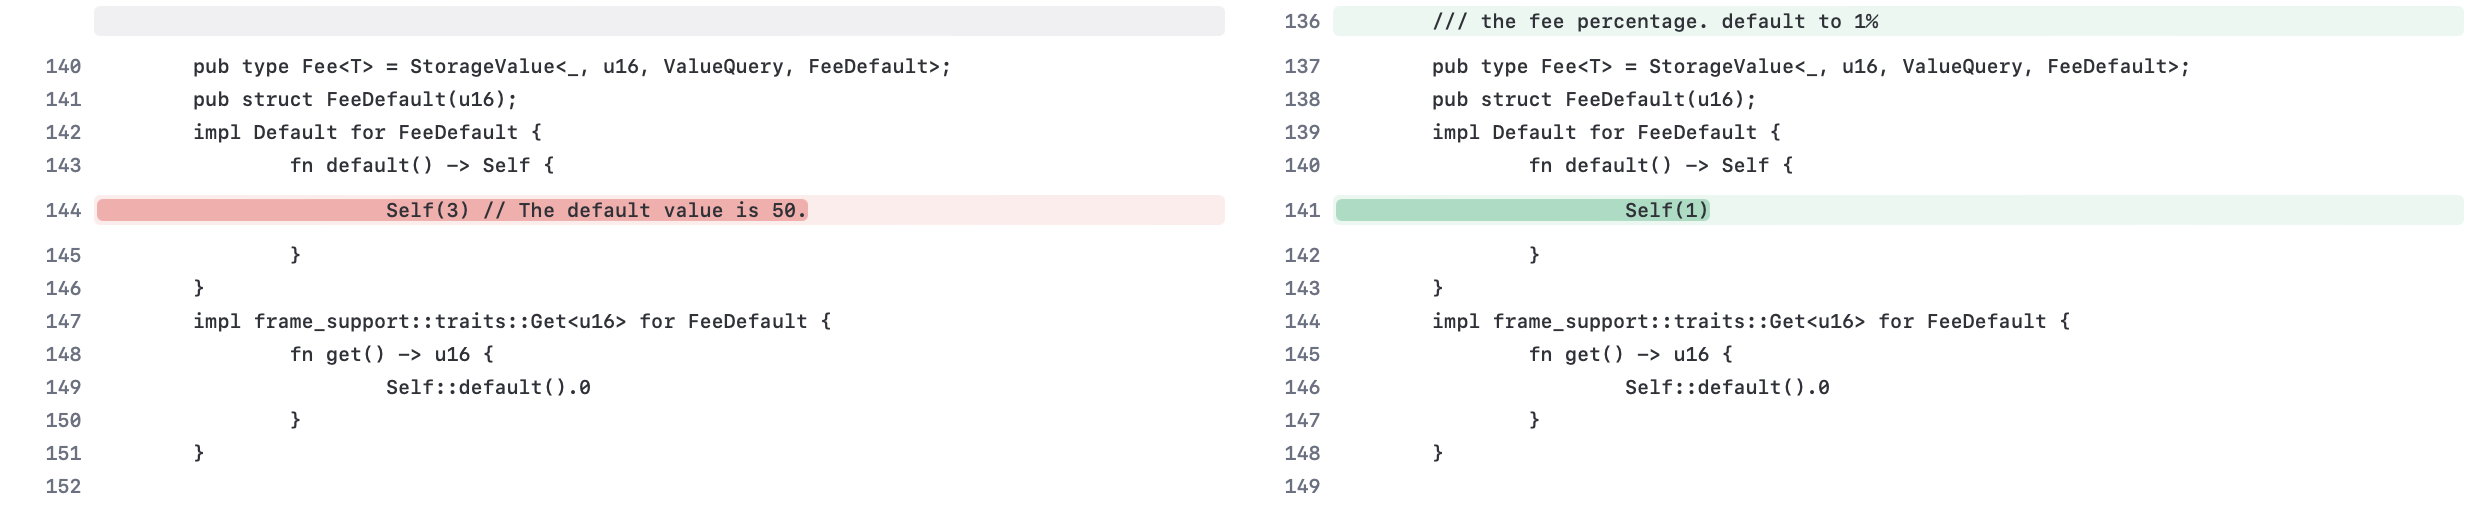 140 pub type Fee<T> = StorageValue<_, u16, ValueQuery, FeeDefault>;
141 pub struct FeeDefault(u16);
142 impl Default for FeeDefault {
143 fn default() -> Self {
144 Self(3) // The default value is 50.
145 }
146 }
147 impl frame_support::traits::Get<u16> for FeeDefault {
148 fn get() -> u16 {
149 Self::default().0
150 }
151 }
152
136 /// the fee percentage. default to 1%
137 pub type Fee<T> = StorageValue<_, u16, ValueQuery, FeeDefault>;
138 pub struct FeeDefault(u16);
139 impl Default for FeeDefault {
140 fn default() -> Self {
141 Self(1)
142 }
143 }
144 impl frame_support::traits::Get<u16> for FeeDefault {
145 fn get() -> u16 {
146 Self::default().0
147 }
148 }
149